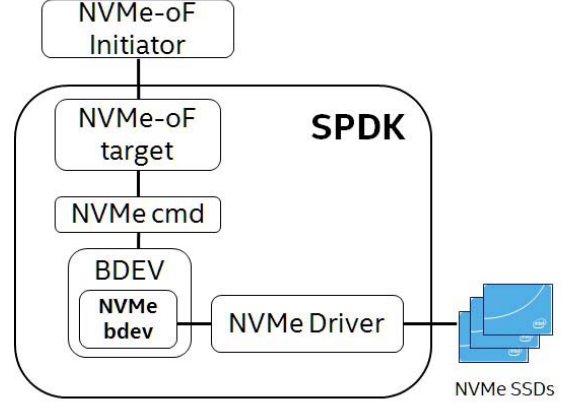 NVMe-oF
Initiator
NVMe-oF
target
SPDK
NVMe cmd
BDEV
NVMe
bdev
NVMe Driver
NVMe SSDs